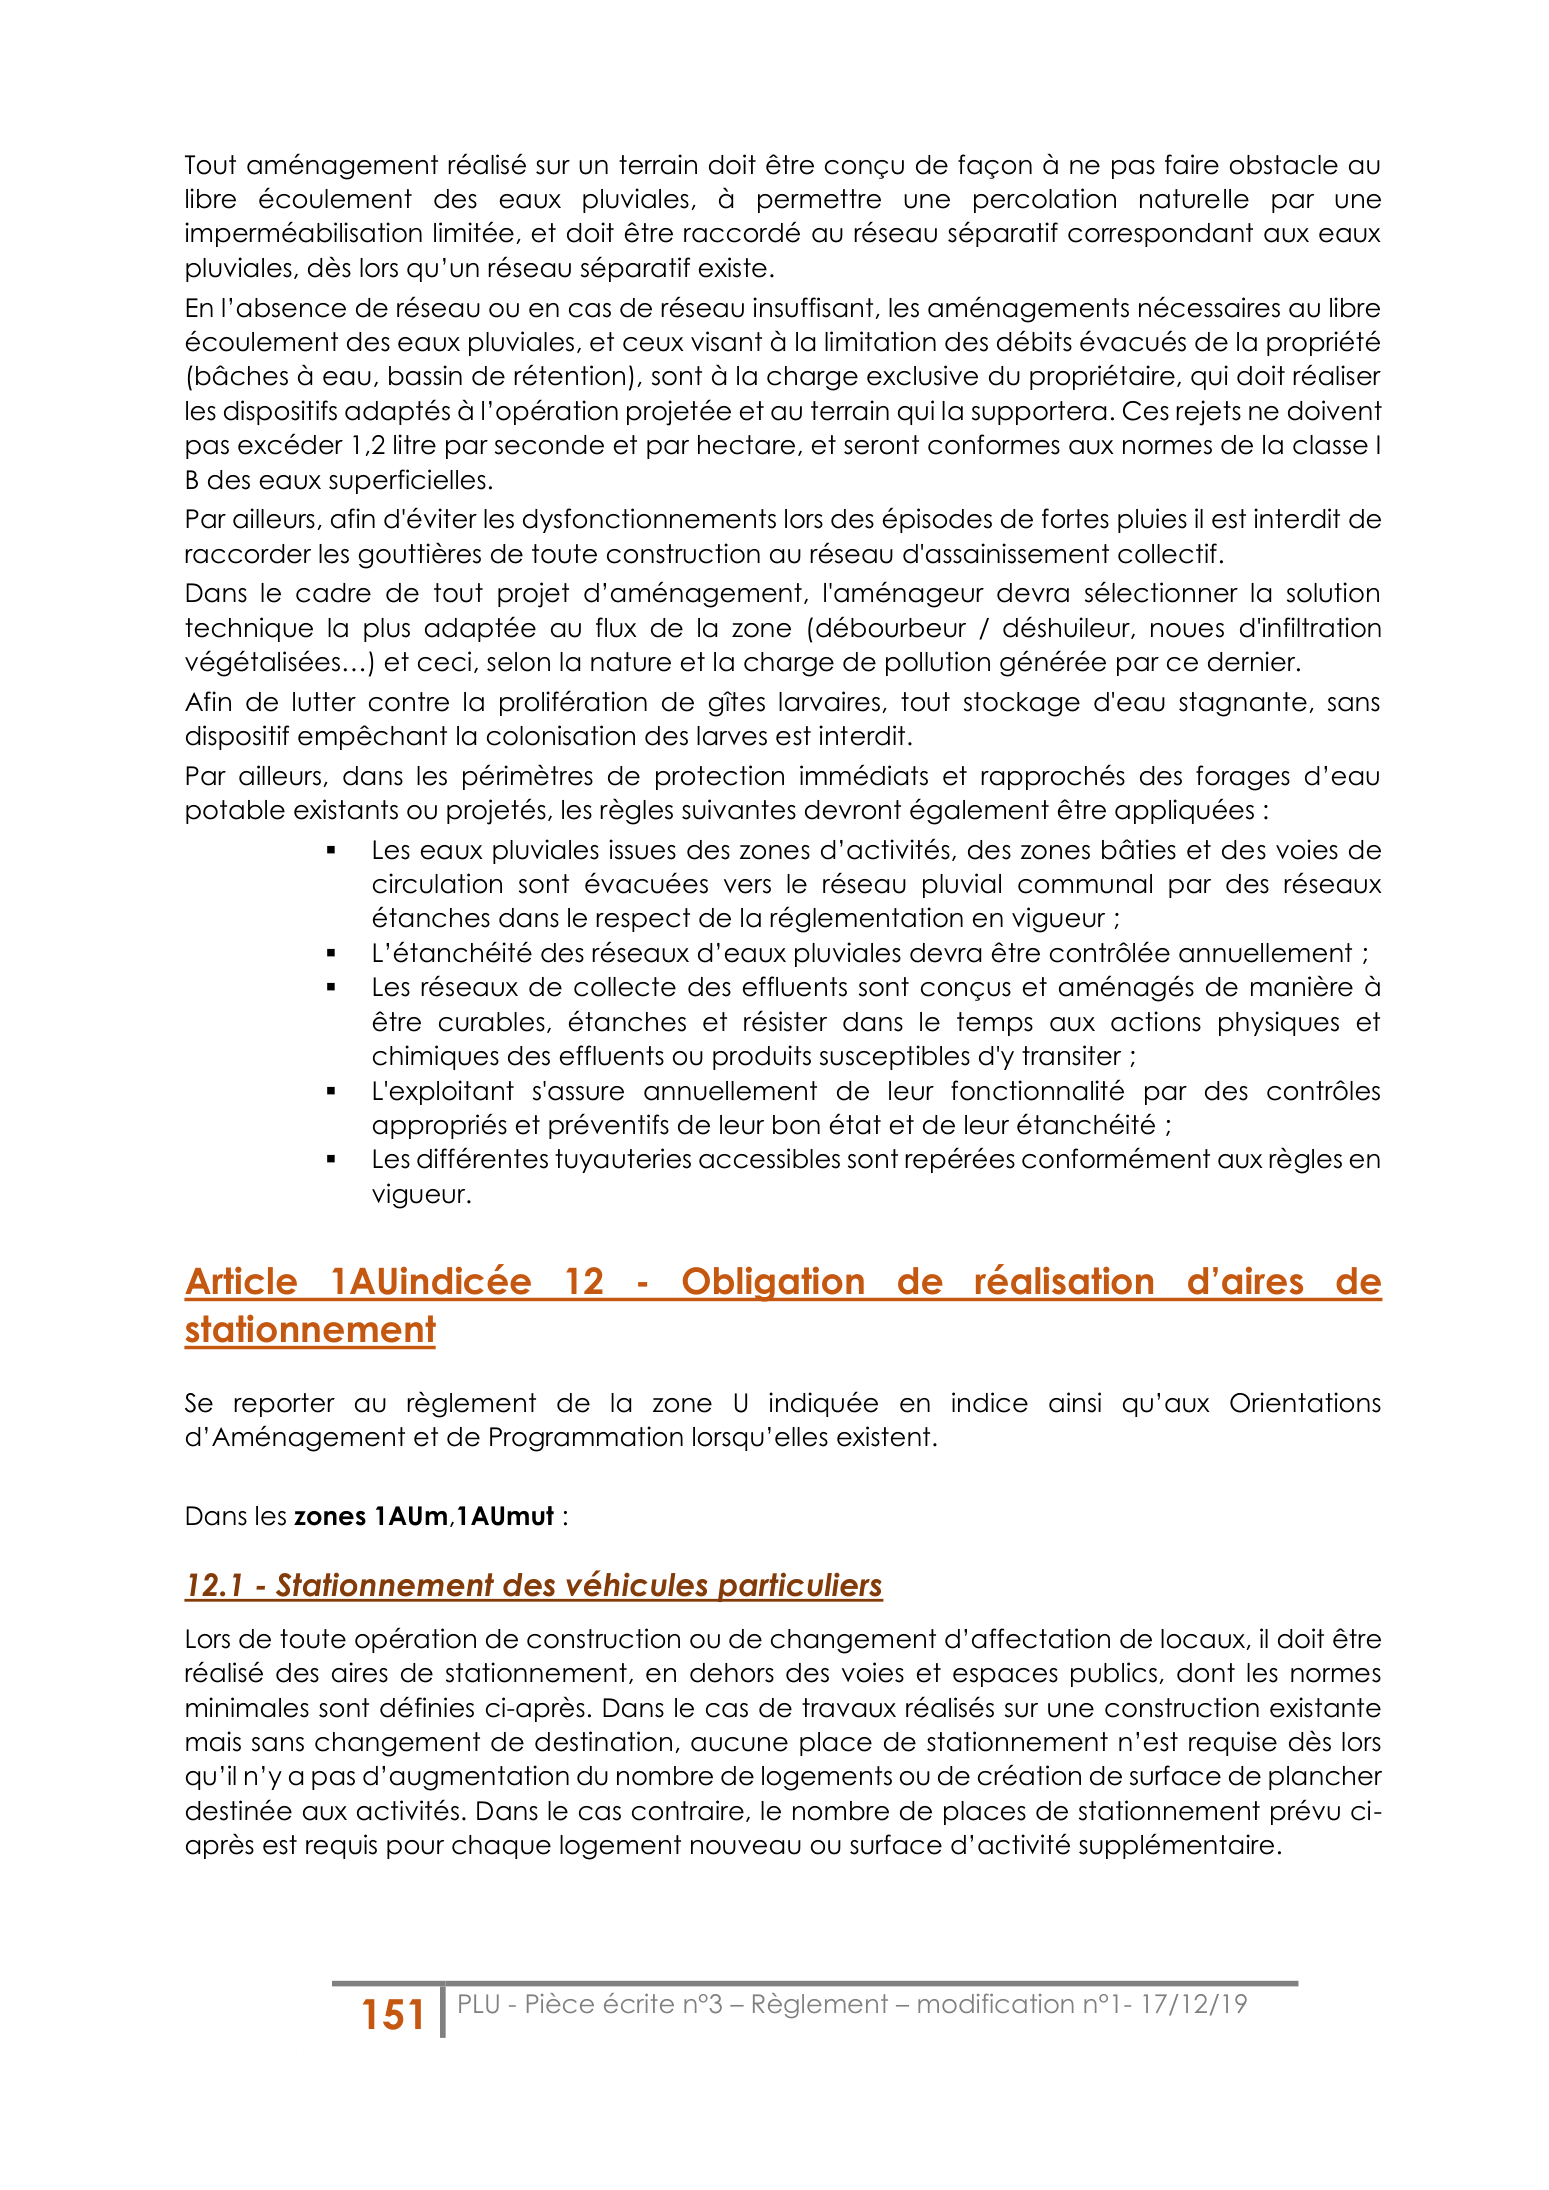 Tout aménagement réalisé sur un terrain doit être conçu de façon à ne pas faire obstacle au
libre écoulement des eaux pluviales, à permettre une percolation naturelle par une
imperméabilisation limitée, et doit être raccordé au réseau séparatif correspondant aux eaux
pluviales, dès lors qu’un réseau séparatif existe.
En l’absence de réseau ou en cas de réseau insuffisant, les aménagements nécessaires au libre
écoulement des eaux pluviales, et ceux visant à la limitation des débits évacués de la propriété
(bâches à eau, bassin de rétention), sont à la charge exclusive du propriétaire, qui doit réaliser
les dispositifs adaptés à l’opération projetée et au terrain qui la supportera. Ces rejets ne doivent
pas excéder 1,2 litre par seconde et par hectare, et seront conformes aux normes de la classe I
B des eaux superficielles.
Par ailleurs, afin d'éviter les dysfonctionnements lors des épisodes de fortes pluies il est interdit de
raccorder les gouttières de toute construction au réseau d'assainissement collectif.
Dans le cadre de tout projet d’aménagement, l'aménageur devra sélectionner la solution
technique la plus adaptée au flux de la zone (débourbeur / déshuileur, noues d'infiltration
végétalisées…) et ceci, selon la nature et la charge de pollution générée par ce dernier.
Afin de lutter contre la prolifération de gîtes larvaires, tout stockage d'eau stagnante, sans
dispositif empêchant la colonisation des larves est interdit.
Par ailleurs, dans les périmètres de protection immédiats et rapprochés des forages d’eau
potable existants ou projetés, les règles suivantes devront également être appliquées :
▪ Les eaux pluviales issues des zones d’activités, des zones bâties et des voies de
circulation sont évacuées vers le réseau pluvial communal par des réseaux
étanches dans le respect de la réglementation en vigueur ;
▪ L’étanchéité des réseaux d’eaux pluviales devra être contrôlée annuellement ;
▪ Les réseaux de collecte des effluents sont conçus et aménagés de manière à
être curables, étanches et résister dans le temps aux actions physiques et
chimiques des effluents ou produits susceptibles d'y transiter ;
▪ L'exploitant s'assure annuellement de leur fonctionnalité par des contrôles
appropriés et préventifs de leur bon état et de leur étanchéité ;
▪ Les différentes tuyauteries accessibles sont repérées conformément aux règles en
vigueur.
Article 1AUindicée 12 - Obligation de réalisation d’aires de
stationnement
Se reporter au règlement de la zone U indiquée en indice ainsi qu’aux Orientations
d’Aménagement et de Programmation lorsqu’elles existent.
Dans les zones 1AUm,1AUmut :
12.1 - Stationnement des véhicules particuliers
Lors de toute opération de construction ou de changement d’affectation de locaux, il doit être
réalisé des aires de stationnement, en dehors des voies et espaces publics, dont les normes
minimales sont définies ci-après. Dans le cas de travaux réalisés sur une construction existante
mais sans changement de destination, aucune place de stationnement n’est requise dès lors
qu’il n’y a pas d’augmentation du nombre de logements ou de création de surface de plancher
destinée aux activités. Dans le cas contraire, le nombre de places de stationnement prévu ci-
après est requis pour chaque logement nouveau ou surface d’activité supplémentaire.
151 PLU - Pièce écrite n°3 – Règlement – modification n°1- 17/12/19